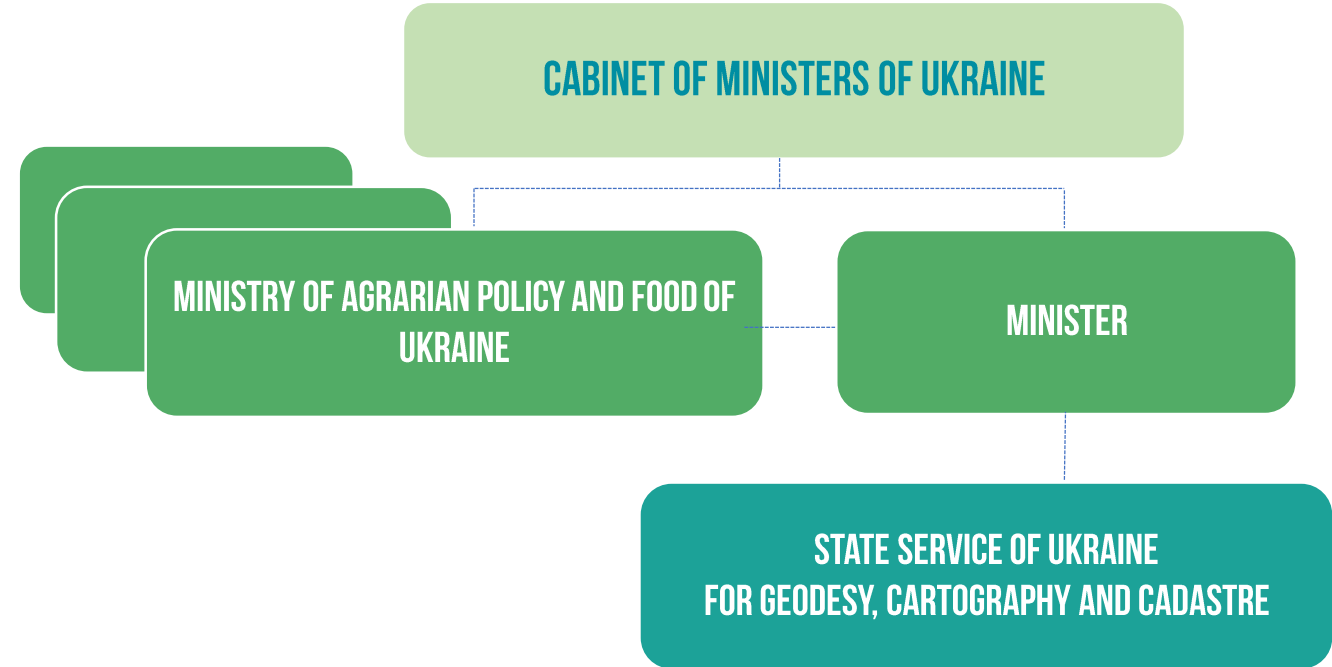 CABINET OF MINISTERS OF UKRAINE
MINISTRY OF AGRARIAN POLICY AND FOOD OF
UKRAINE
MINISTER
STATE SERVICE OF UKRAINE
FOR GEODESY, CARTOGRAPHY AND CADASTRE